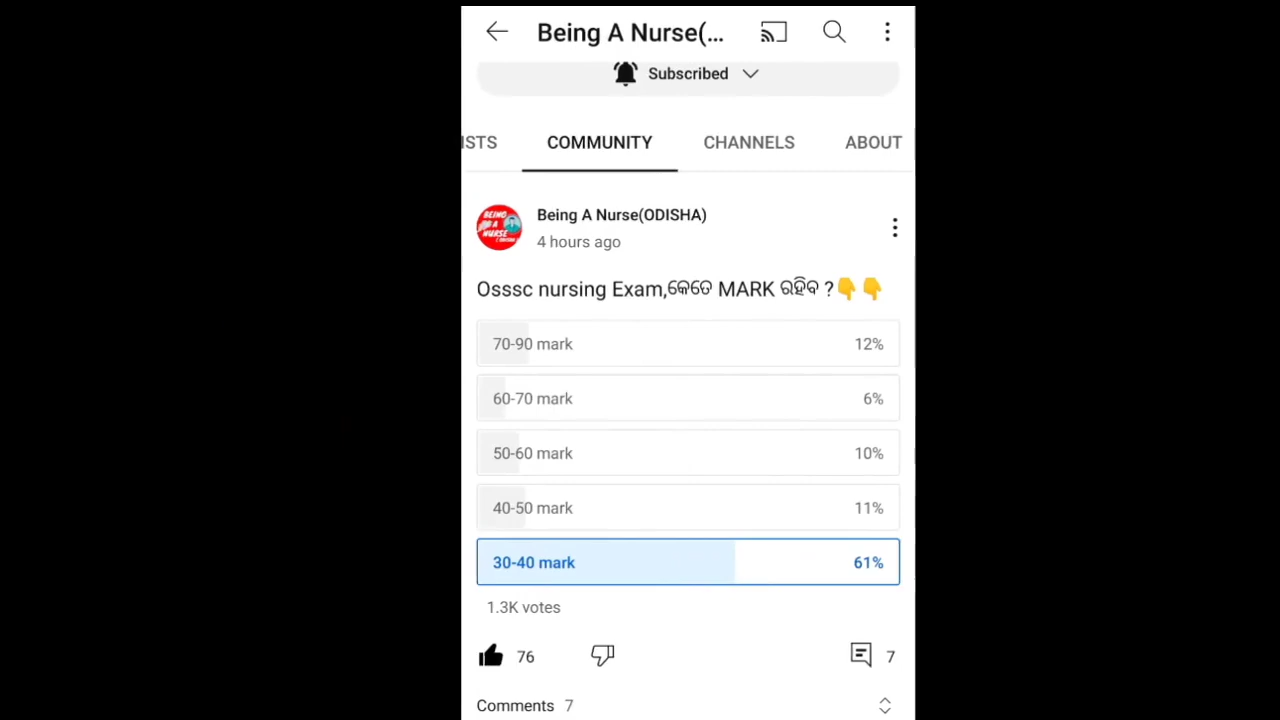 Being A Nurse(...
Subscribed
ISTS COMMUNITY CHANNELS ABOUT
BEING
A
NURSE
Being A Nurse(ODISHA)
4 hours ago
Osssc nursing Exam,କେତେ MARK ରହିବ ?👇👇
70-90 mark 12%
60-70 mark 6%
50-60 mark 10%
40-50 mark 11%
30-40 mark 61%
1.3K votes
76 7
Comments 7